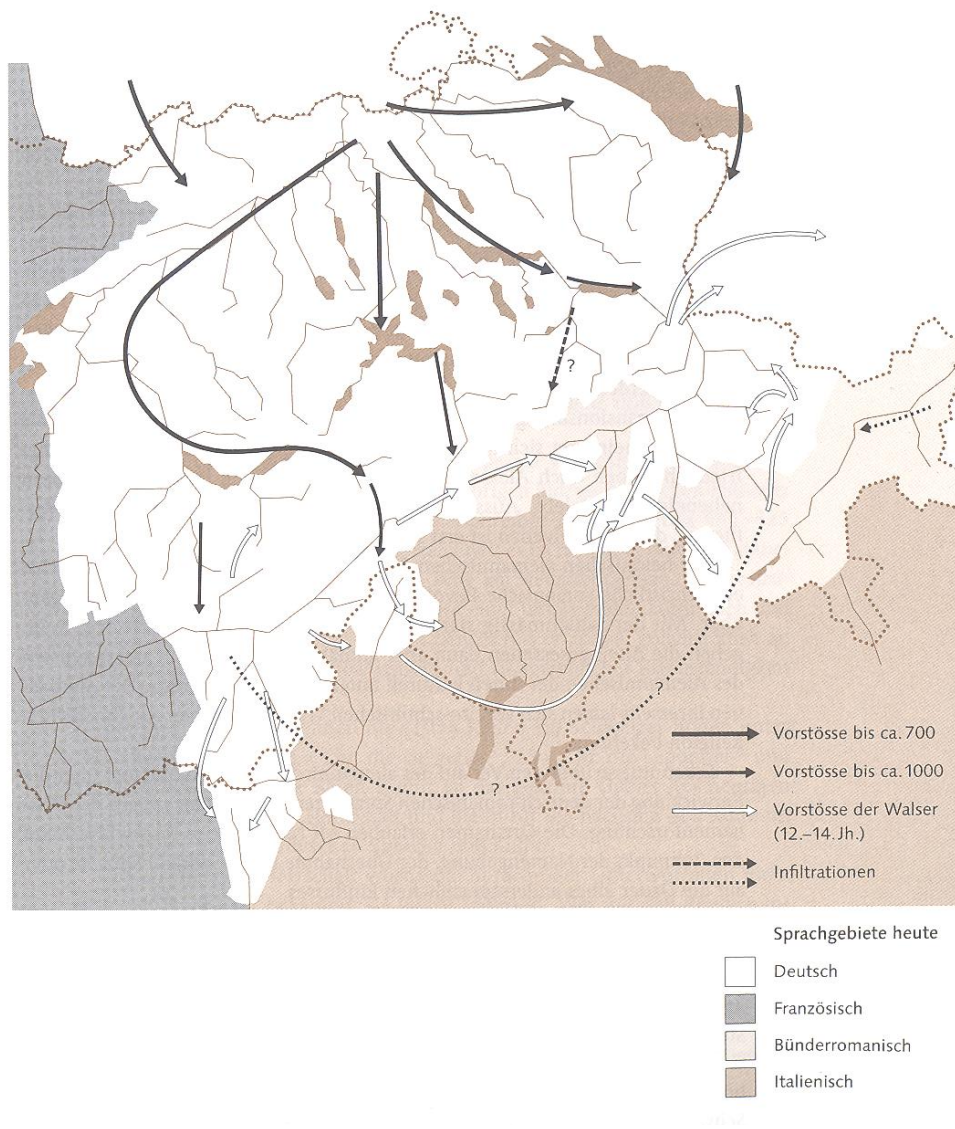 ?
?
?
Vorstösse bis ca. 700
Vorstösse bis ca. 1000
Vorstösse der Walser
(12.–14. Jh.)
Infiltrationen
Sprachgebiete heute
Deutsch
Französisch
Bünderromanisch
Italienisch